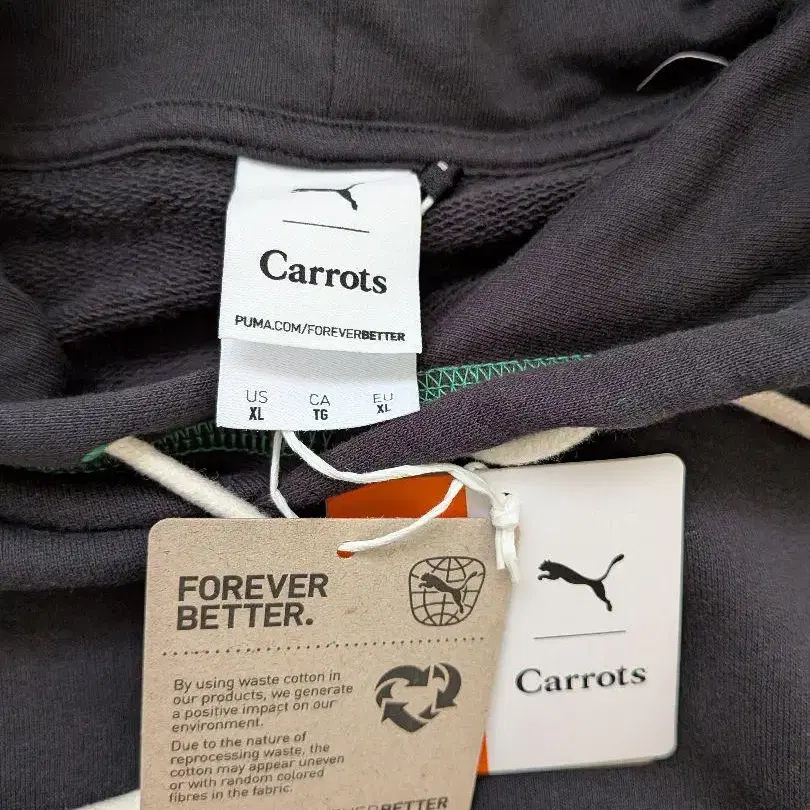 Carrots
PUMA.COM/FOREVERBETTER
US CA EU
XL TG XL
FOREVER
BETTER.
By using waste cotton in
our products, we generate
a positive impact on our
environment.
Due to the nature of
reprocessing waste, the
cotton may appear uneven
or with random colored
fibres in the fabric.
Carrots